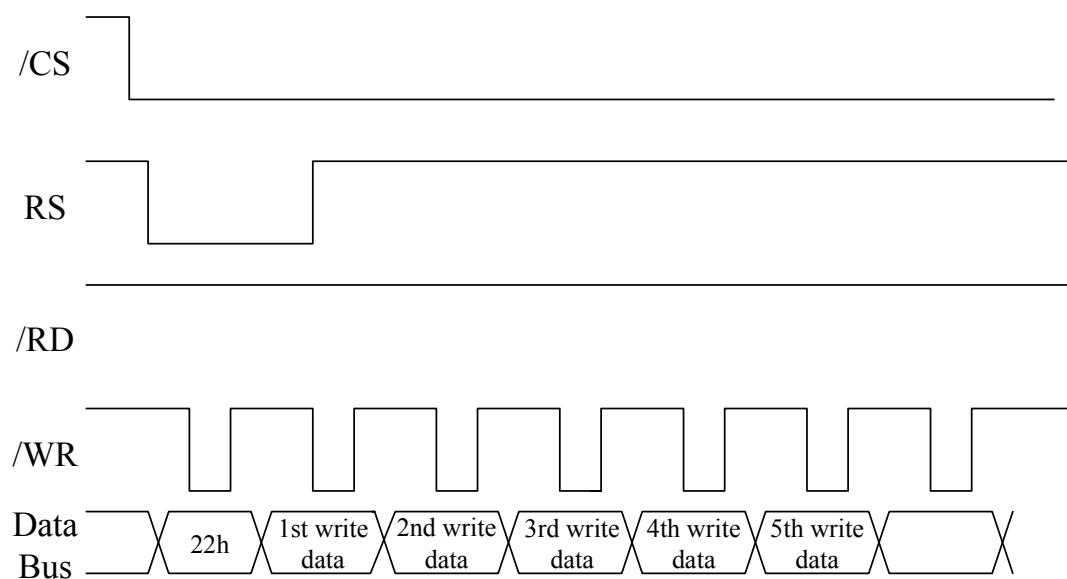 /CS
RS
/RD
/WR
Data
Bus
22h
1st write
data
2nd write
data
3rd write
data
4th write
data
5th write
data